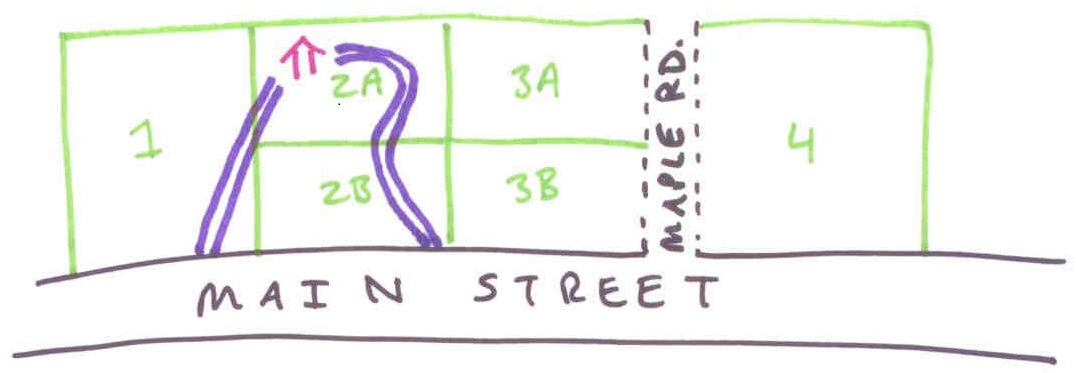 1
2A
3A
2B
3B
MAPLE RD.
4
MAIN STREET